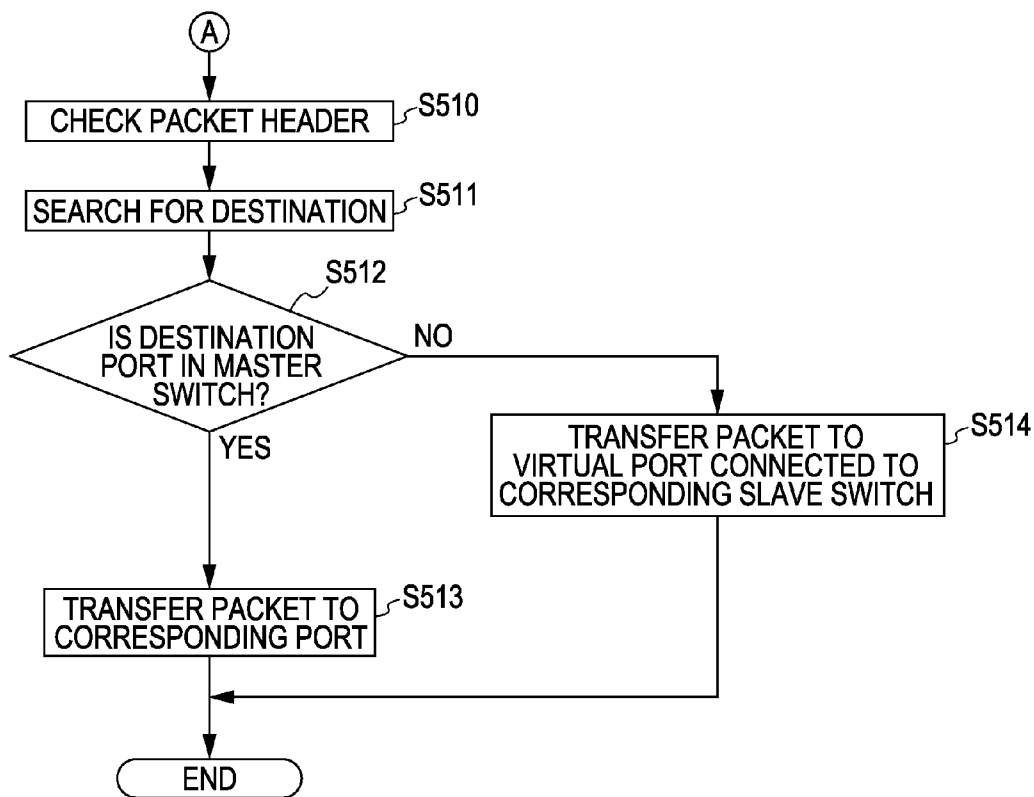 A
CHECK PACKET HEADER
S510
SEARCH FOR DESTINATION
S511
S512
IS DESTINATION
PORT IN MASTER
SWITCH?
NO
YES
TRANSFER PACKET TO
VIRTUAL PORT CONNECTED TO
CORRESPONDING SLAVE SWITCH
S514
TRANSFER PACKET TO
CORRESPONDING PORT
S513
END